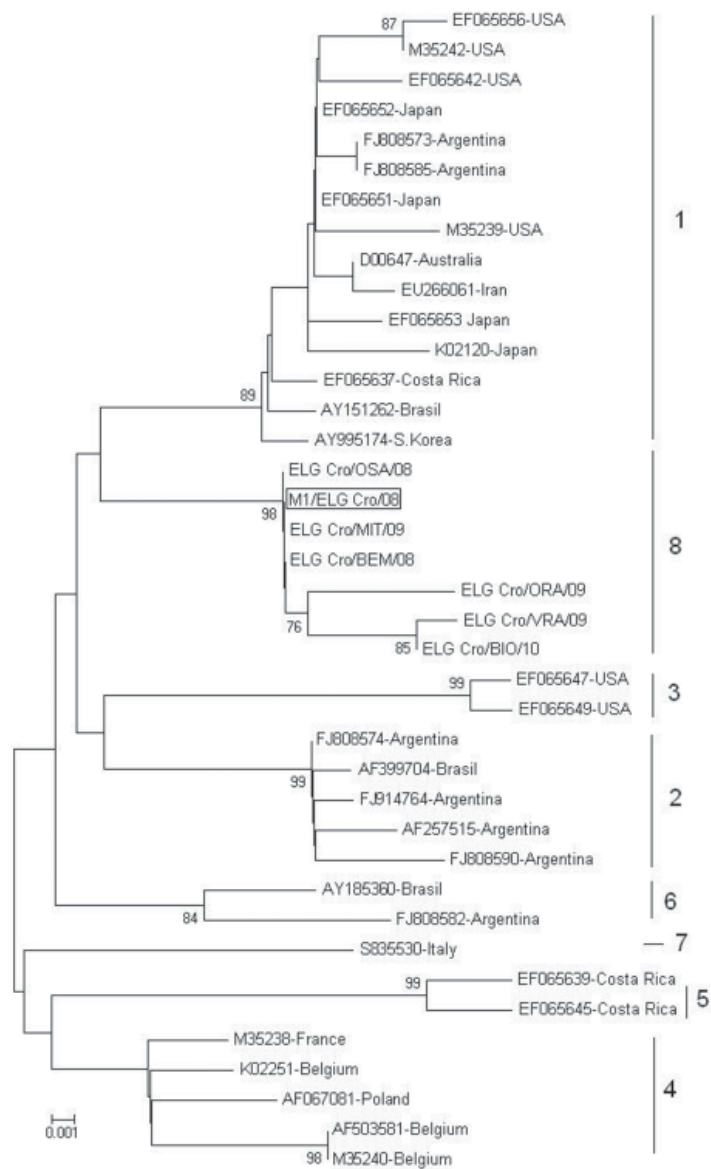 87
EF065656-USA
M35242-USA
EF065642-USA
EF065652-Japan
FJ808573-Argentina
FJ808585-Argentina
EF065651-Japan
1
M35239-USA
D00647-Australia
EU266061-Iran
EF065653 Japan
K02120-Japan
EF065637-Costa Rica
89
AY151262-Brasil
AY995174-S.Korea
ELG Cro/OSA/08
M1/ELG Cro/08
98
ELG Cro/MIT/09
8
ELG Cro/BEM/08
ELG Cro/ORA/09
76
ELG Cro/VRA/09
85
ELG Cro/BIO/10
99
EF065647-USA
3
EF065649-USA
FJ808574-Argentina
AF399704-Brasil
99
FJ914764-Argentina
2
AF257515-Argentina
FJ808590-Argentina
AY185360-Brasil
6
84
FJ808582-Argentina
S835530-Italy
7
99
EF065639-Costa Rica
5
EF065645-Costa Rica
M35238-France
K02251-Belgium
4
AF067081-Poland
0.001
AF503581-Belgium
98
M35240-Belgium